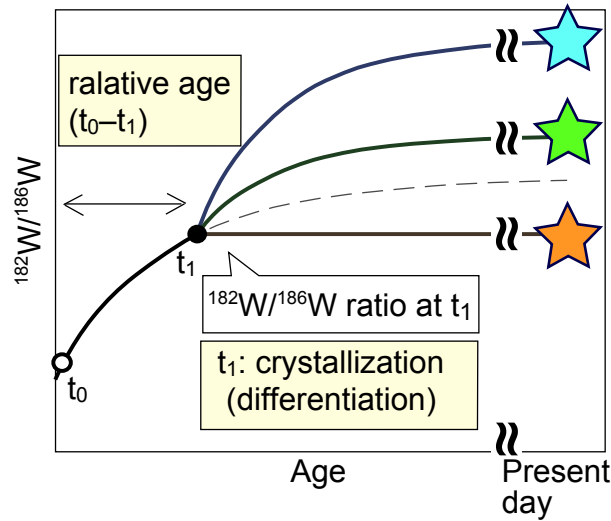 ralative age
(t₀–t₁)
¹⁸²W/¹⁸⁶W
t₁
¹⁸²W/¹⁸⁶W ratio at t₁
t₀
t₁: crystallization
(differentiation)
Age
Present
day